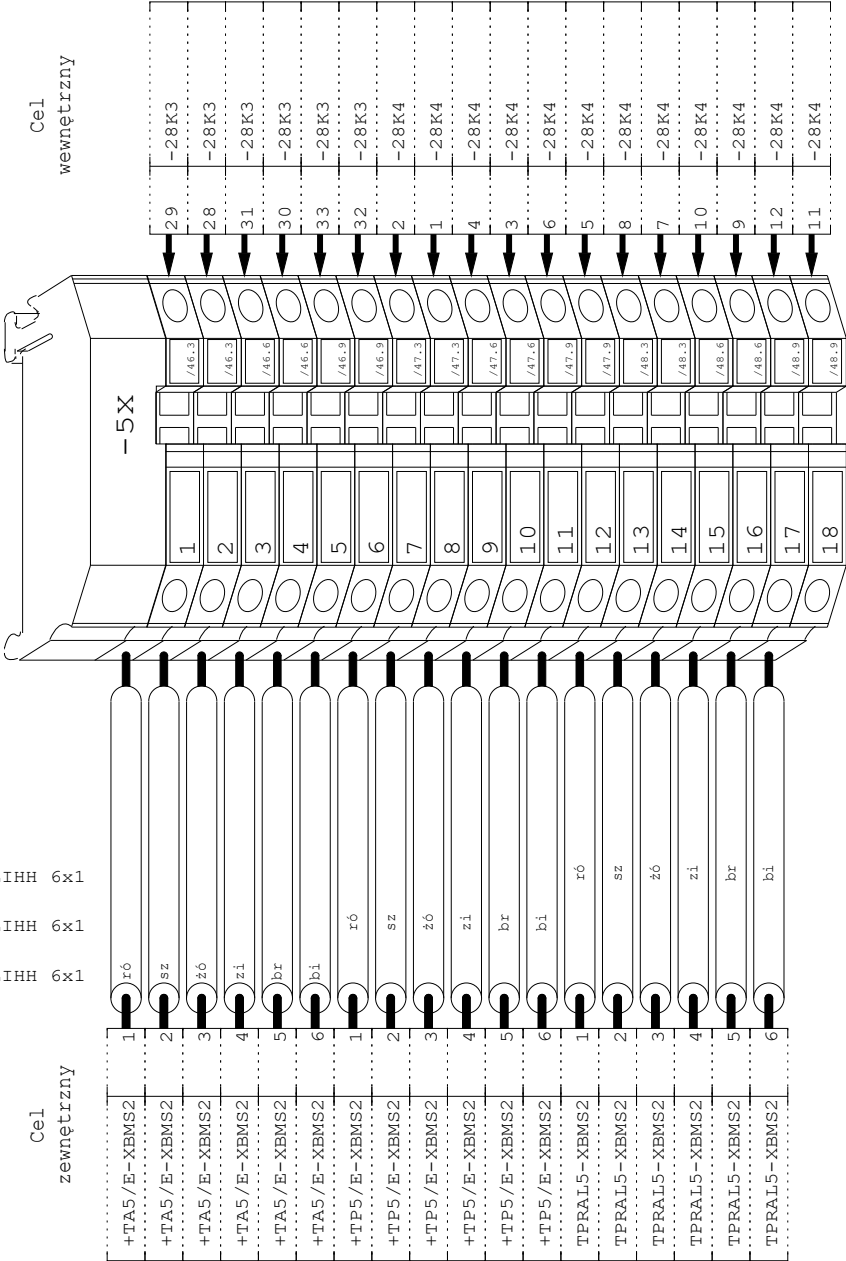 Cel
wewnętrzny
29 -28K3
28 -28K3
31 -28K3
30 -28K3
33 -28K3
32 -28K3
2 -28K4
1 -28K4
4 -28K4
3 -28K4
6 -28K4
5 -28K4
8 -28K4
7 -28K4
10 -28K4
9 -28K4
12 -28K4
11 -28K4
-5X
/46.3
/46.3
/46.6
/46.6
/46.9
/46.9
/47.3
/47.3
/47.6
/47.6
/47.9
/47.9
/48.3
/48.3
/48.6
/48.6
/48.9
/48.9
1
2
3
4
5
6
7
8
9
10
11
12
13
14
15
16
17
18
IHH 6x1
ró
sz
żó
zi
br
bi
IHH 6x1
ró
sz
żó
zi
br
bi
IHH 6x1
ró
sz
żó
zi
br
bi
Cel
zewnętrzny
+TA5/E-XBMS2 1
+TA5/E-XBMS2 2
+TA5/E-XBMS2 3
+TA5/E-XBMS2 4
+TA5/E-XBMS2 5
+TA5/E-XBMS2 6
+TP5/E-XBMS2 1
+TP5/E-XBMS2 2
+TP5/E-XBMS2 3
+TP5/E-XBMS2 4
+TP5/E-XBMS2 5
+TP5/E-XBMS2 6
TPRAL5-XBMS2 1
TPRAL5-XBMS2 2
TPRAL5-XBMS2 3
TPRAL5-XBMS2 4
TPRAL5-XBMS2 5
TPRAL5-XBMS2 6